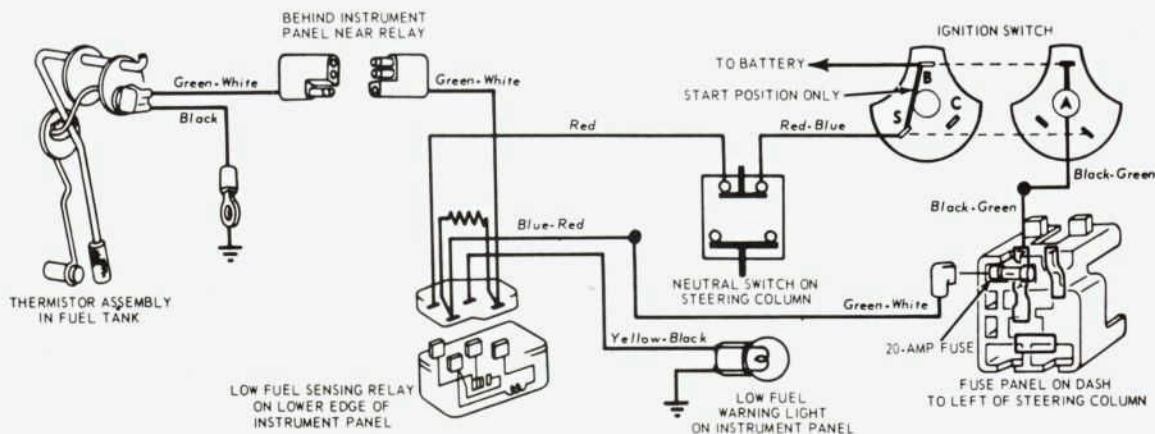 BEHIND INSTRUMENT
PANEL NEAR RELAY
IGNITION SWITCH
TO BATTERY
B
START POSITION ONLY
C
S
A
Green-White
Green-White
Black
Red
Red-Blue
Black-Green
Black-Green
Blue-Red
NEUTRAL SWITCH ON
STEERING COLUMN
THERMISTOR ASSEMBLY
IN FUEL TANK
Green-White
Yellow-Black
20-AMP FUSE
LOW FUEL SENSING RELAY
ON LOWER EDGE OF
INSTRUMENT PANEL
LOW FUEL
WARNING LIGHT
ON INSTRUMENT PANEL
FUSE PANEL ON DASH
TO LEFT OF STEERING COLUMN